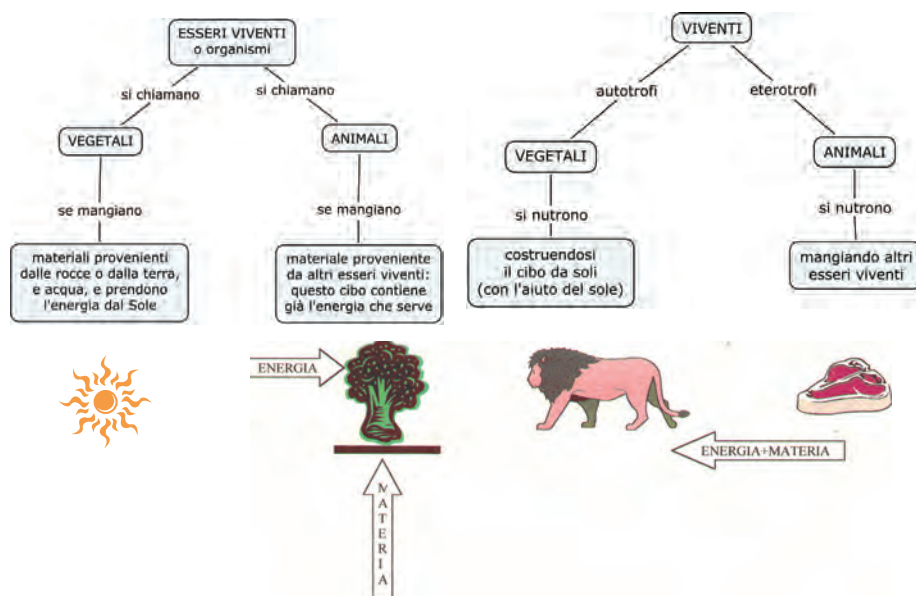 ESSERI VIVENTI
o organismi
si chiamano
si chiamano
VEGETALI
ANIMALI
se mangiano
se mangiano
materiali provenienti
dalle rocce o dalla terra,
e acqua, e prendono
l'energia dal Sole
materiale proveniente
da altri esseri viventi:
questo cibo contiene
già l'energia che serve
VIVENTI
autotrofi
eterotrofi
VEGETALI
ANIMALI
si nutrono
si nutrono
costruendosi
il cibo da soli
(con l'aiuto del sole)
mangiando altri
esseri viventi
ENERGIA
MATERIA
ENERGIA+MATERIA